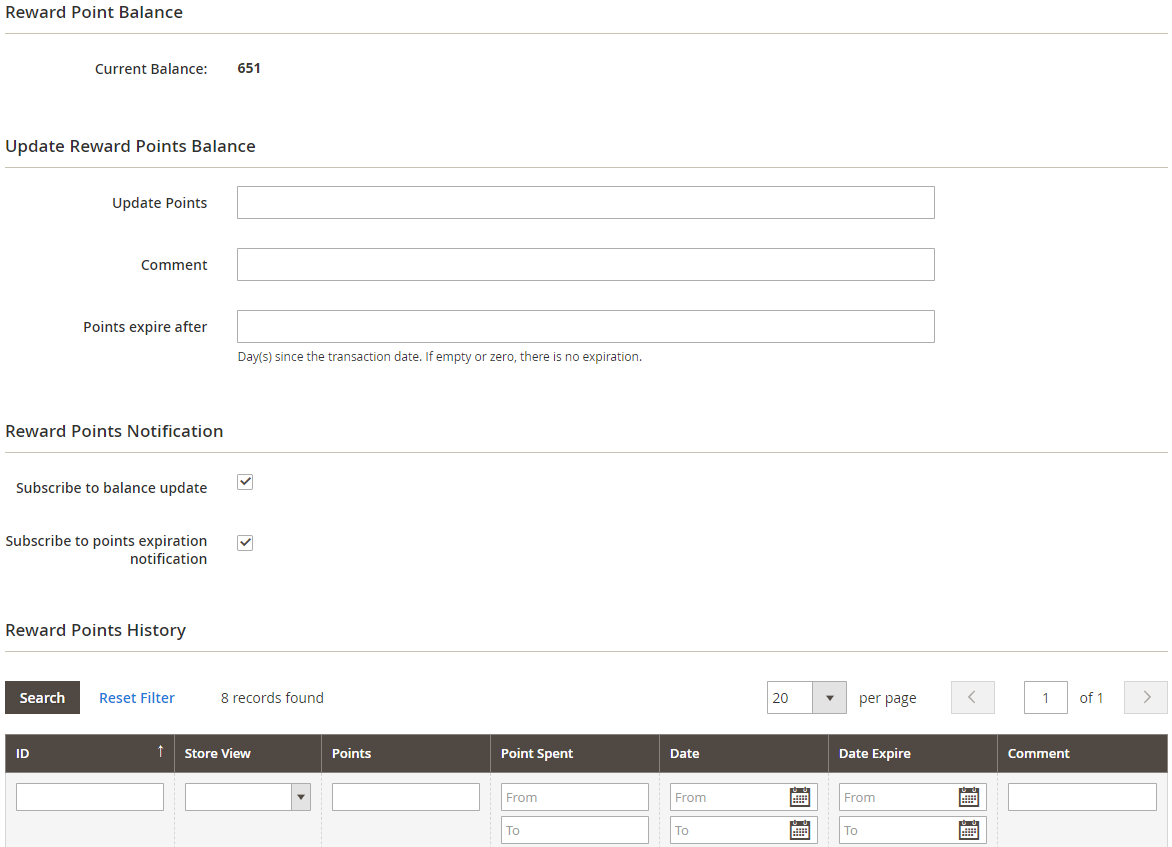 Reward Point Balance
Current Balance: 651
Update Reward Points Balance
Update Points
Comment
Points expire after
Day(s) since the transaction date. If empty or zero, there is no expiration.
Reward Points Notification
Subscribe to balance update
Subscribe to points expiration
notification
Reward Points History
Search Reset Filter 8 records found 20 per page 1 of 1
ID ↑ Store View Points Point Spent Date Date Expire Comment
From From From
To To To